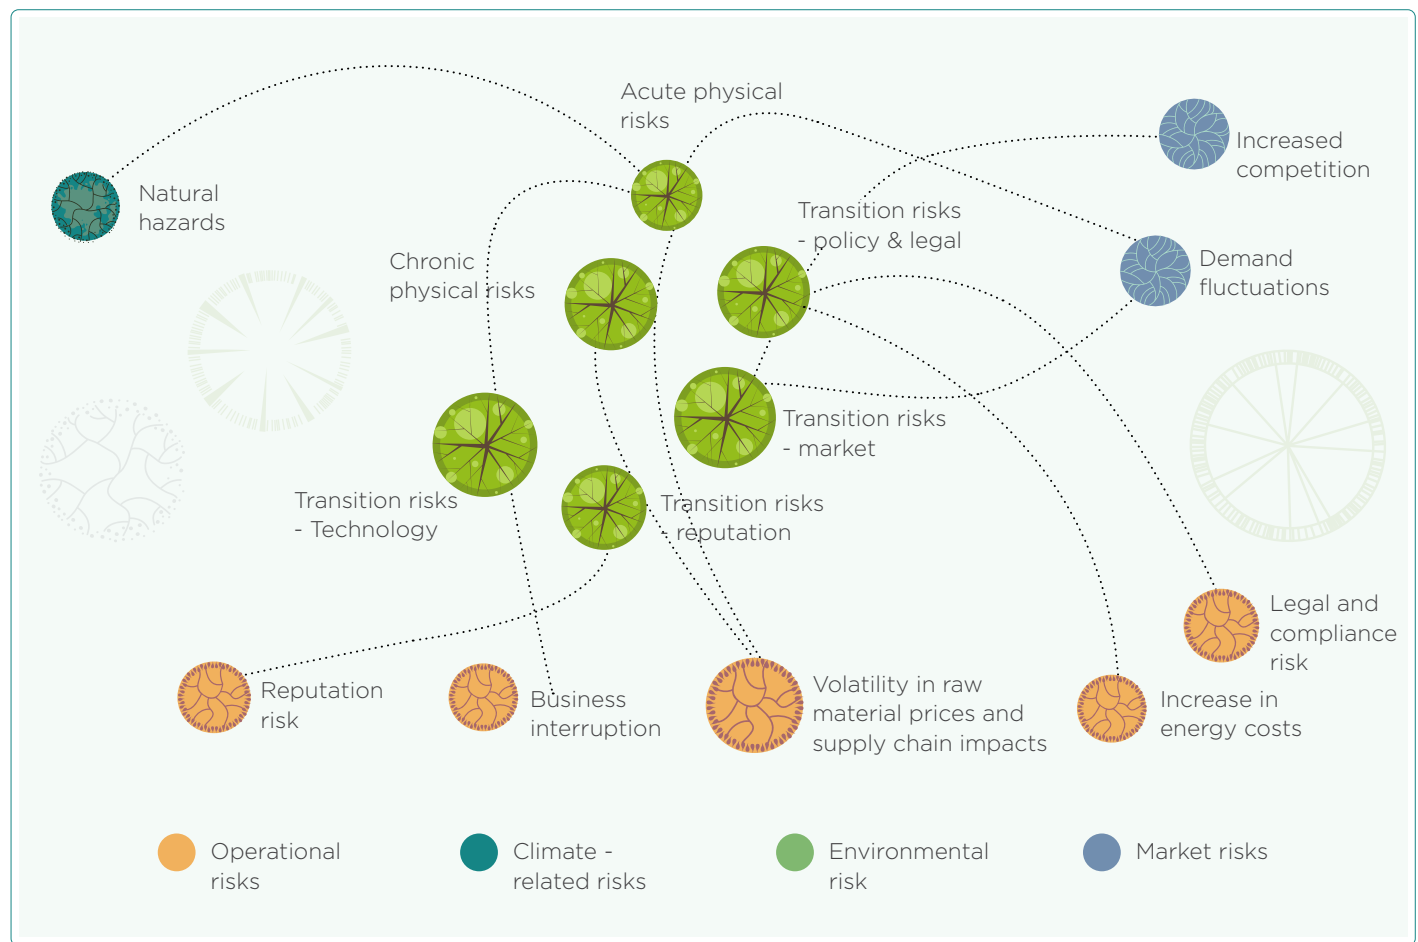 Acute physical
risks
Increased
competition
Natural
hazards
Transition risks
- policy & legal
Chronic
physical risks
Demand
fluctuations
Transition risks
- market
Transition risks
- Technology
Transition risks
- reputation
Legal and
compliance
risk
Reputation
risk
Business
interruption
Volatility in raw
material prices and
supply chain impacts
Increase in
energy costs
Operational
risks
Climate -
related risks
Environmental
risk
Market risks